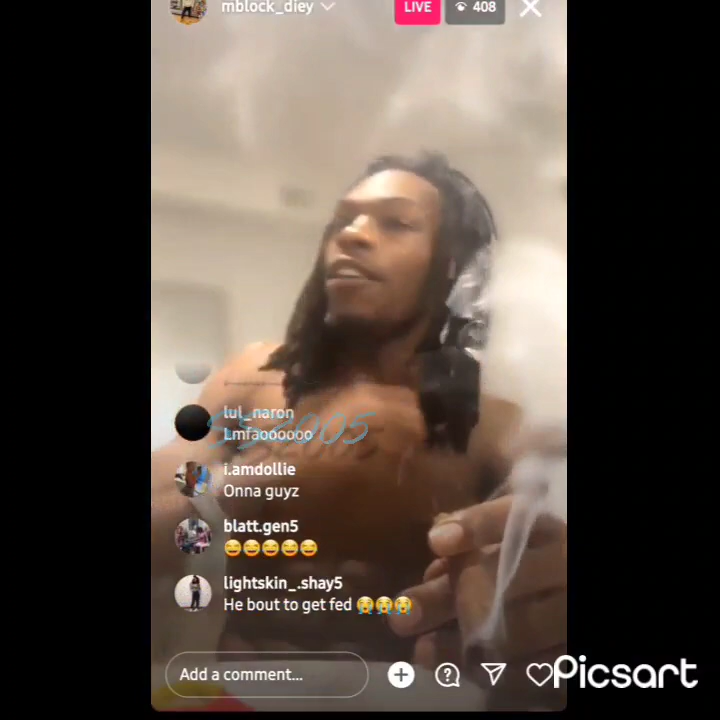 mblock_diey
LIVE
408
lul_naron
Lmfaoooooo
SS2005
i.amdollie
Onna guyz
blatt.gen5
😅😅😅😅😅
lightskin_.shay5
He bout to get fed 😭😭😭
Add a comment...
Picsart